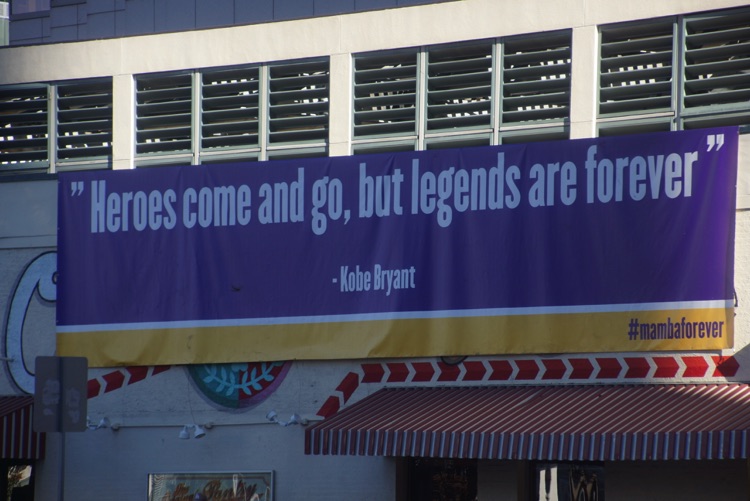 ” Heroes come and go, but legends are forever ”
- Kobe Bryant
#mambaforever